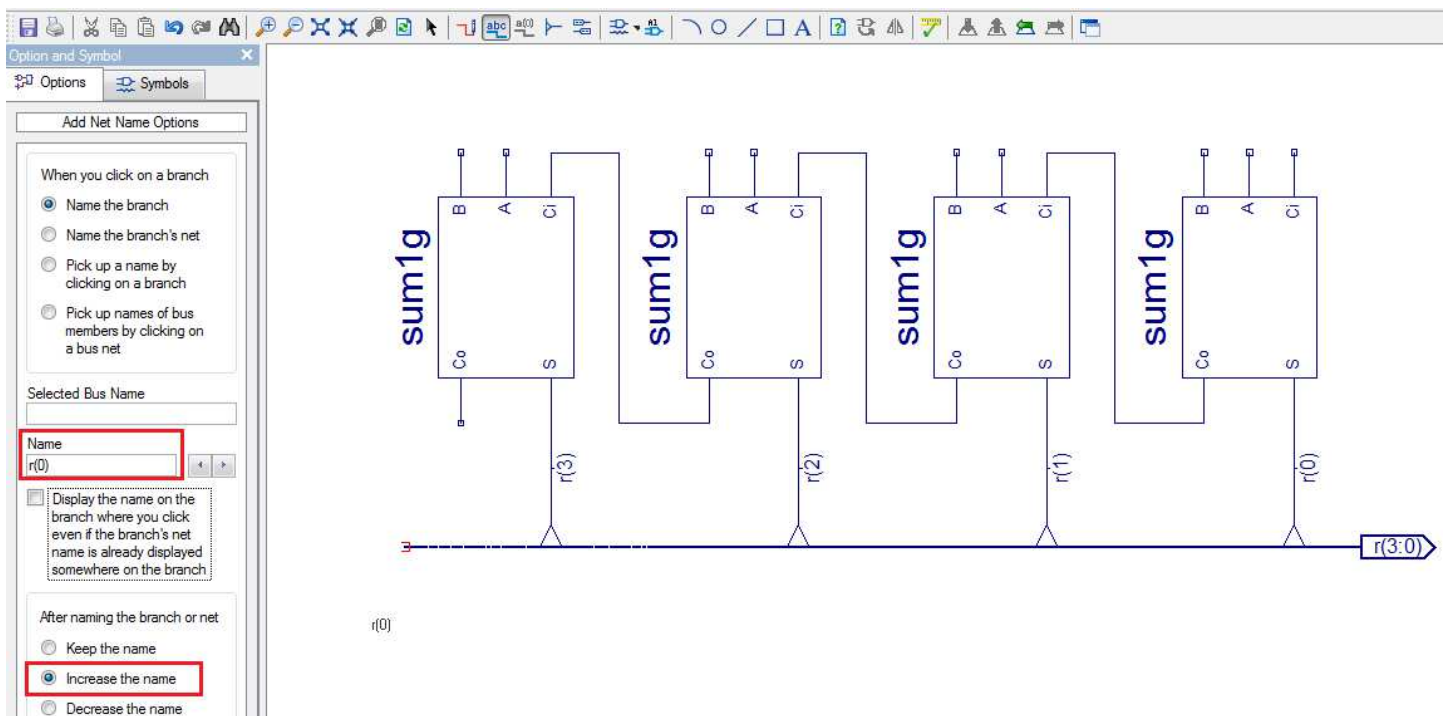 abc
A1
A
Option and Symbol
Options
Symbols
Add Net Name Options
When you click on a branch
Name the branch
Name the branch's net
Pick up a name by
clicking on a branch
Pick up names of bus
members by clicking on
a bus net
Selected Bus Name
Name
r(0)
Display the name on the
branch where you click
even if the branch's net
name is already displayed
somewhere on the branch
After naming the branch or net
Keep the name
Increase the name
Decrease the name
sum1g
B
A
Ci
Co
S
sum1g
B
A
Ci
Co
S
sum1g
B
A
Ci
Co
S
sum1g
B
A
Ci
Co
S
r(3)
r(2)
r(1)
r(0)
r(3:0)
r(0)